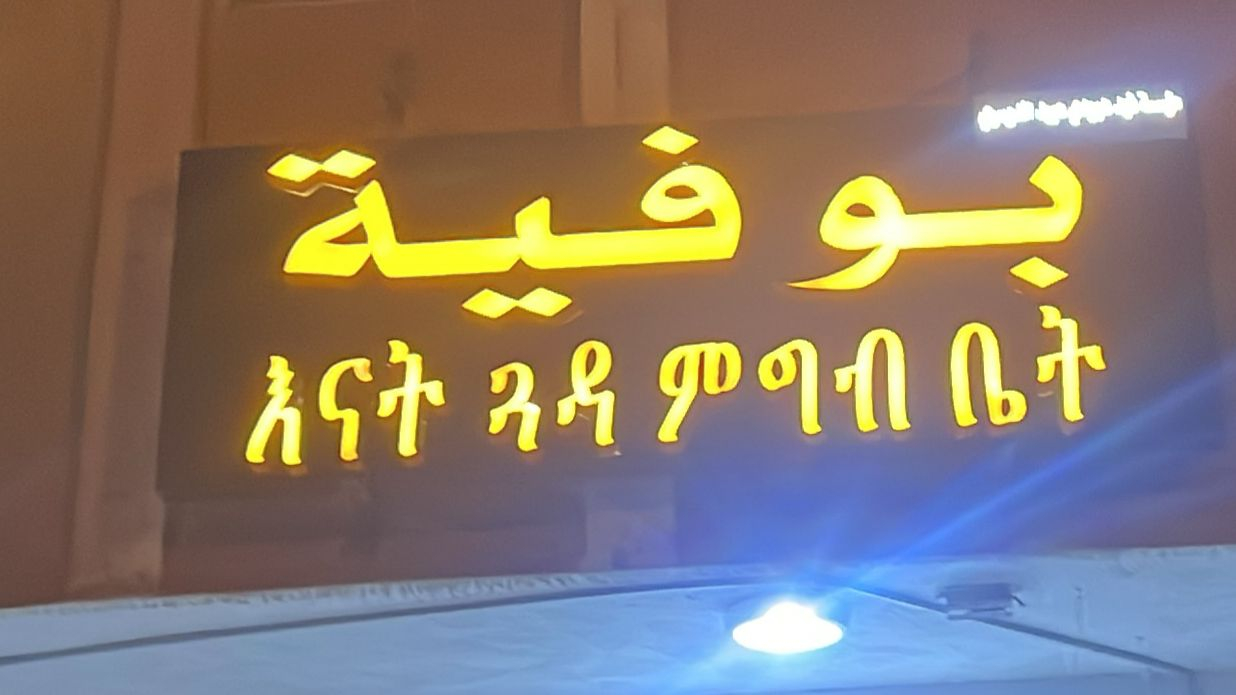 بوفية
እናት ጓዳ ምግብ ቤት